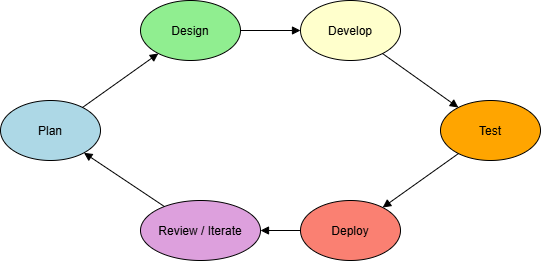 Design
Develop
Plan
Test
Review / Iterate
Deploy